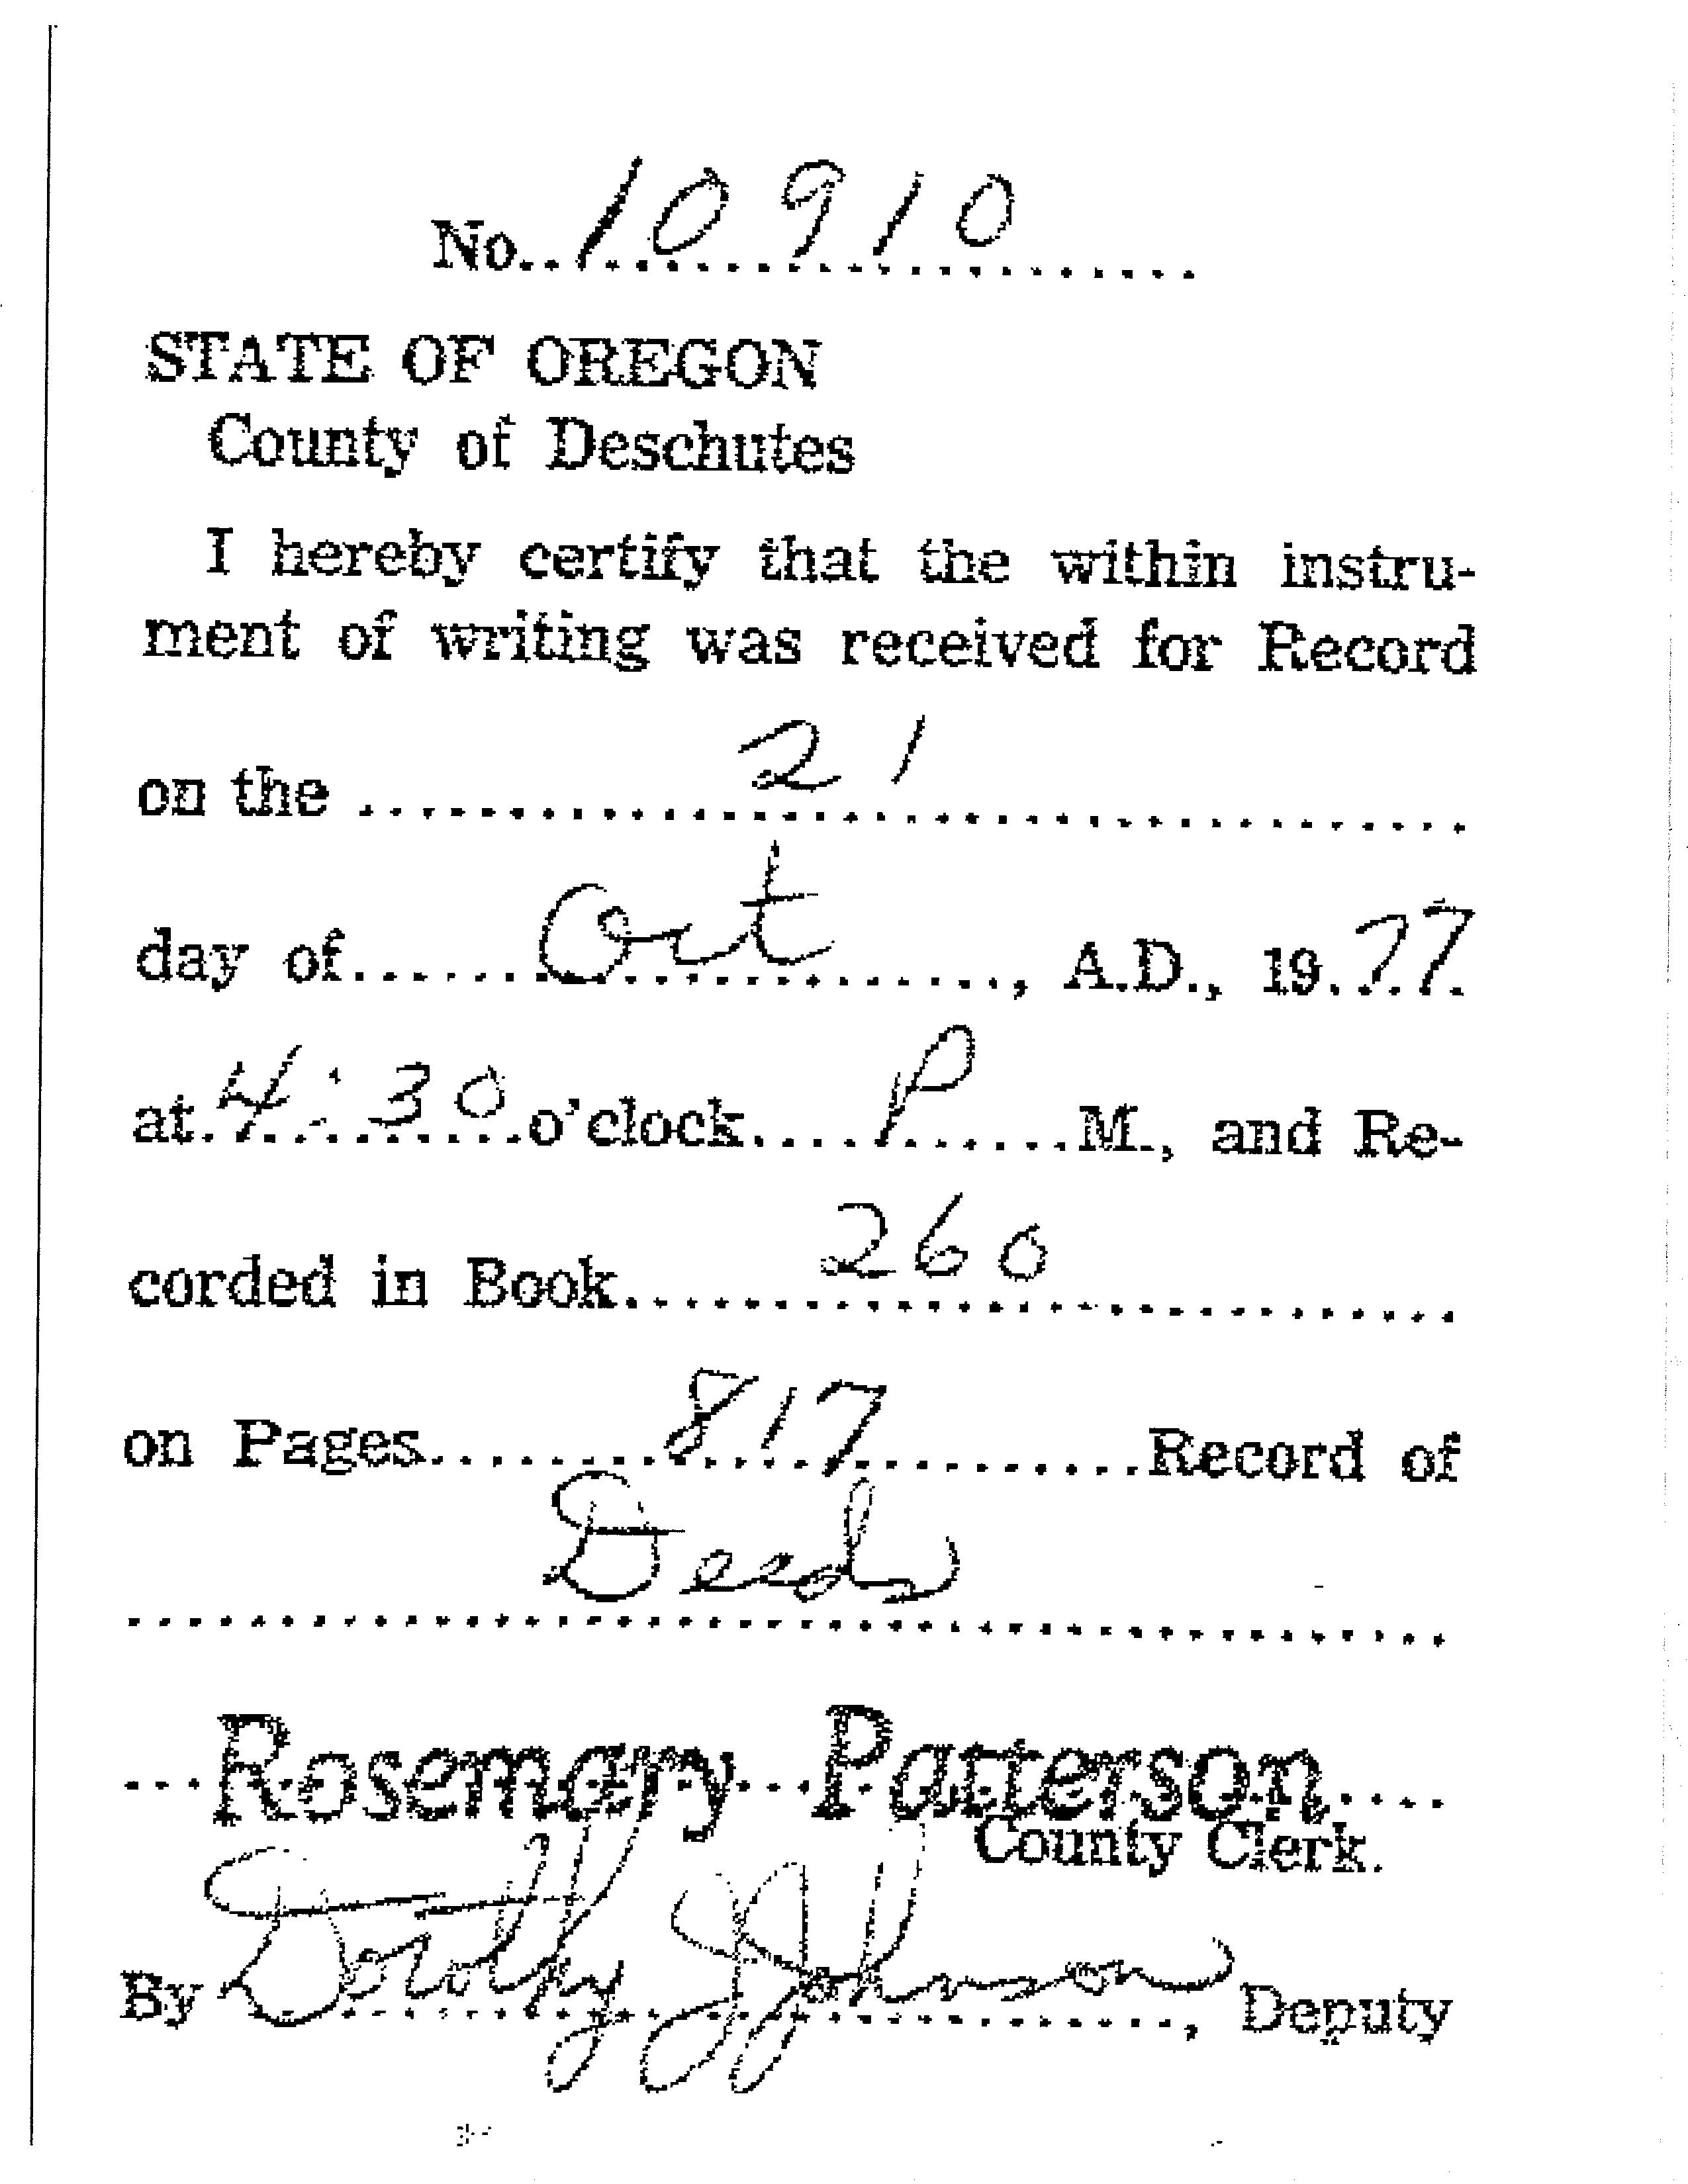 No. 10910
STATE OF OREGON
County of Deschutes
I hereby certify that the within instru-
ment of writing was received for Record
on the 21
day of Oct, A.D., 1977
at 4:30 o'clock P M., and Re-
corded in Book 260
on Pages 817 Record of
Deeds
Rosemary Patterson
County Clerk.
By Dorothy J Johnson, Deputy